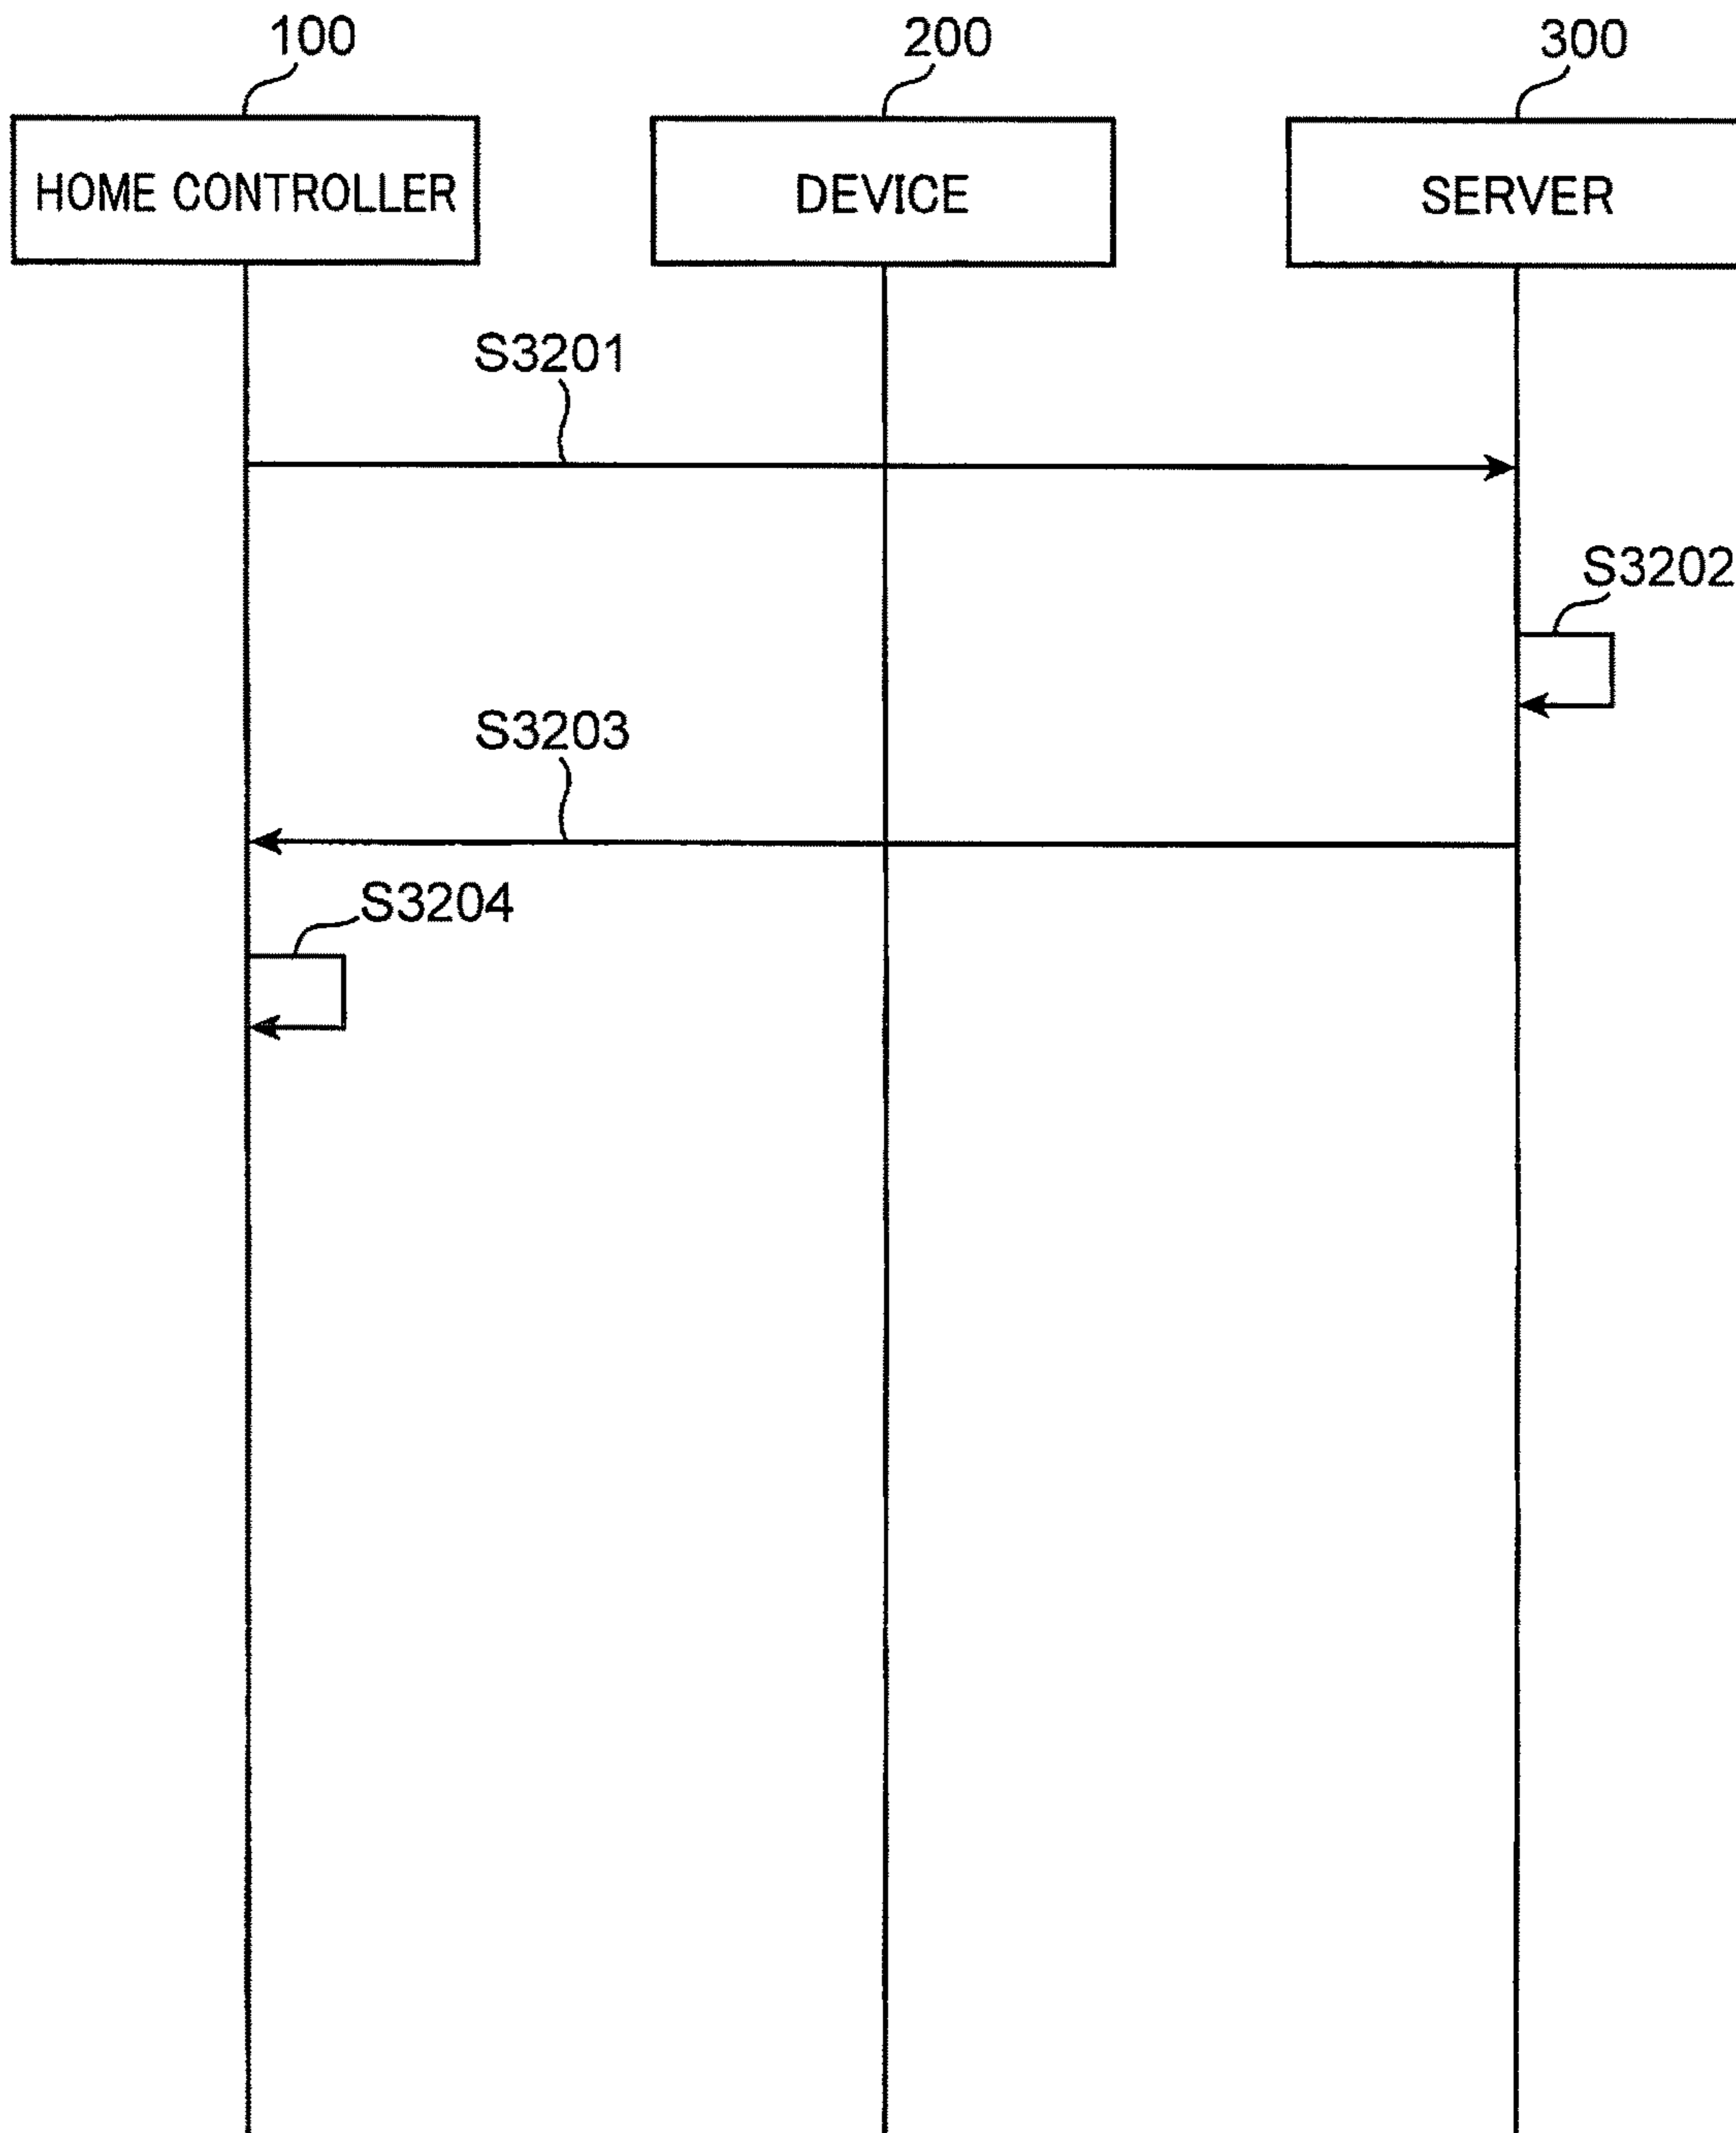 100
200
300
HOME CONTROLLER
DEVICE
SERVER
S3201
S3202
S3203
S3204